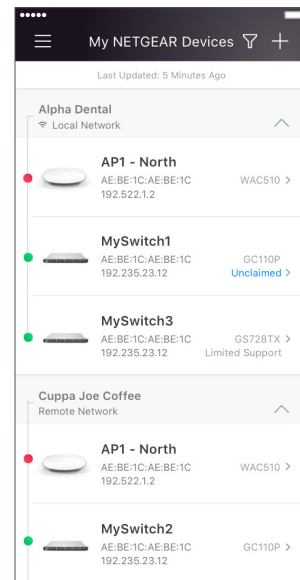 My NETGEAR Devices
Last Updated: 5 Minutes Ago
Alpha Dental
Local Network
AP1 - North
AE:BE:1C:AE:BE:1C WAC510 >
192.522.1.2
MySwitch1
AE:BE:1C:AE:BE:1C GC110P
192.235.23.12 Unclaimed >
MySwitch3
AE:BE:1C:AE:BE:1C GS728TX >
192.235.23.12 Limited Support
Cuppa Joe Coffee
Remote Network
AP1 - North
AE:BE:1C:AE:BE:1C WAC510 >
192.522.1.2
MySwitch2
AE:BE:1C:AE:BE:1C GC110P >
192.235.23.12